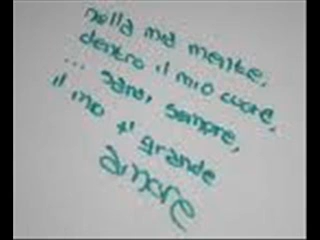 nella mia mente,
dentro il mio cuore,
... sarai, sempre,
il mio + grande
amore